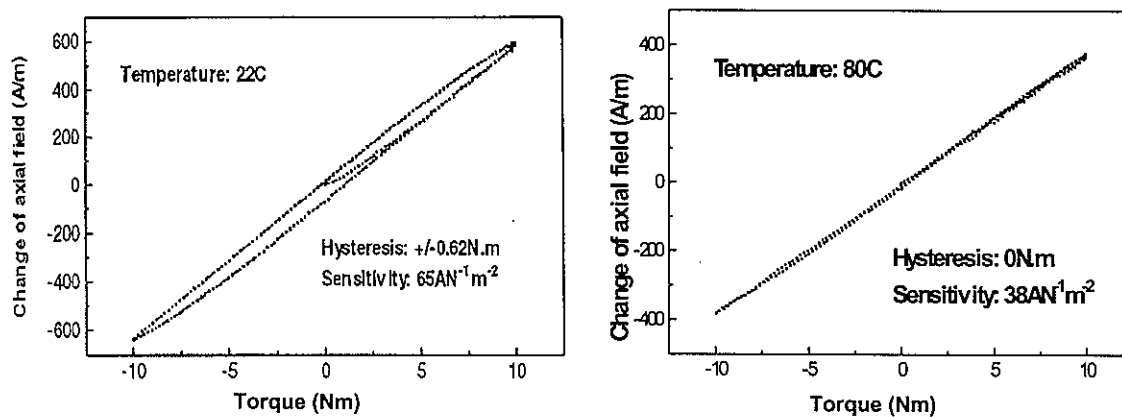 Change of axial field (A/m)
600
400
200
0
-200
-400
-600
Temperature: 22C
Hysteresis: +/-0.62N.m
Sensitivity: 65AN⁻¹m⁻²
-10
-5
0
5
10
Torque (Nm)
Change of axial field (A/m)
400
200
0
-200
-400
Temperature: 80C
Hysteresis: 0N.m
Sensitivity: 38AN¹m⁻²
-10
-5
0
5
10
Torque (Nm)